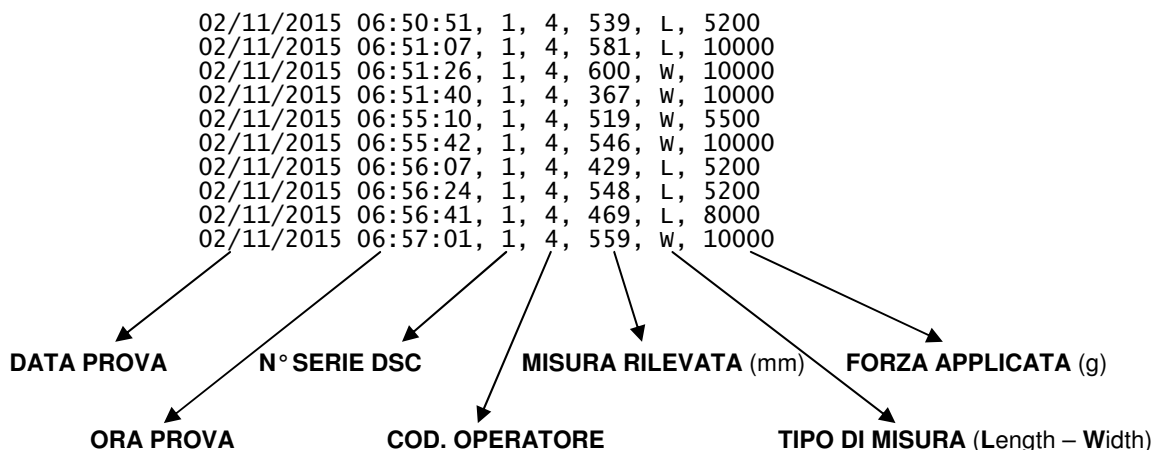 02/11/2015 06:50:51, 1, 4, 539, L, 5200
02/11/2015 06:51:07, 1, 4, 581, L, 10000
02/11/2015 06:51:26, 1, 4, 600, W, 10000
02/11/2015 06:51:40, 1, 4, 367, W, 10000
02/11/2015 06:55:10, 1, 4, 519, W, 5500
02/11/2015 06:55:42, 1, 4, 546, W, 10000
02/11/2015 06:56:07, 1, 4, 429, L, 5200
02/11/2015 06:56:24, 1, 4, 548, L, 5200
02/11/2015 06:56:41, 1, 4, 469, L, 8000
02/11/2015 06:57:01, 1, 4, 559, W, 10000
DATA PROVA N° SERIE DSC MISURA RILEVATA (mm) FORZA APPLICATA (g)
ORA PROVA COD. OPERATORE TIPO DI MISURA (Length – Width)